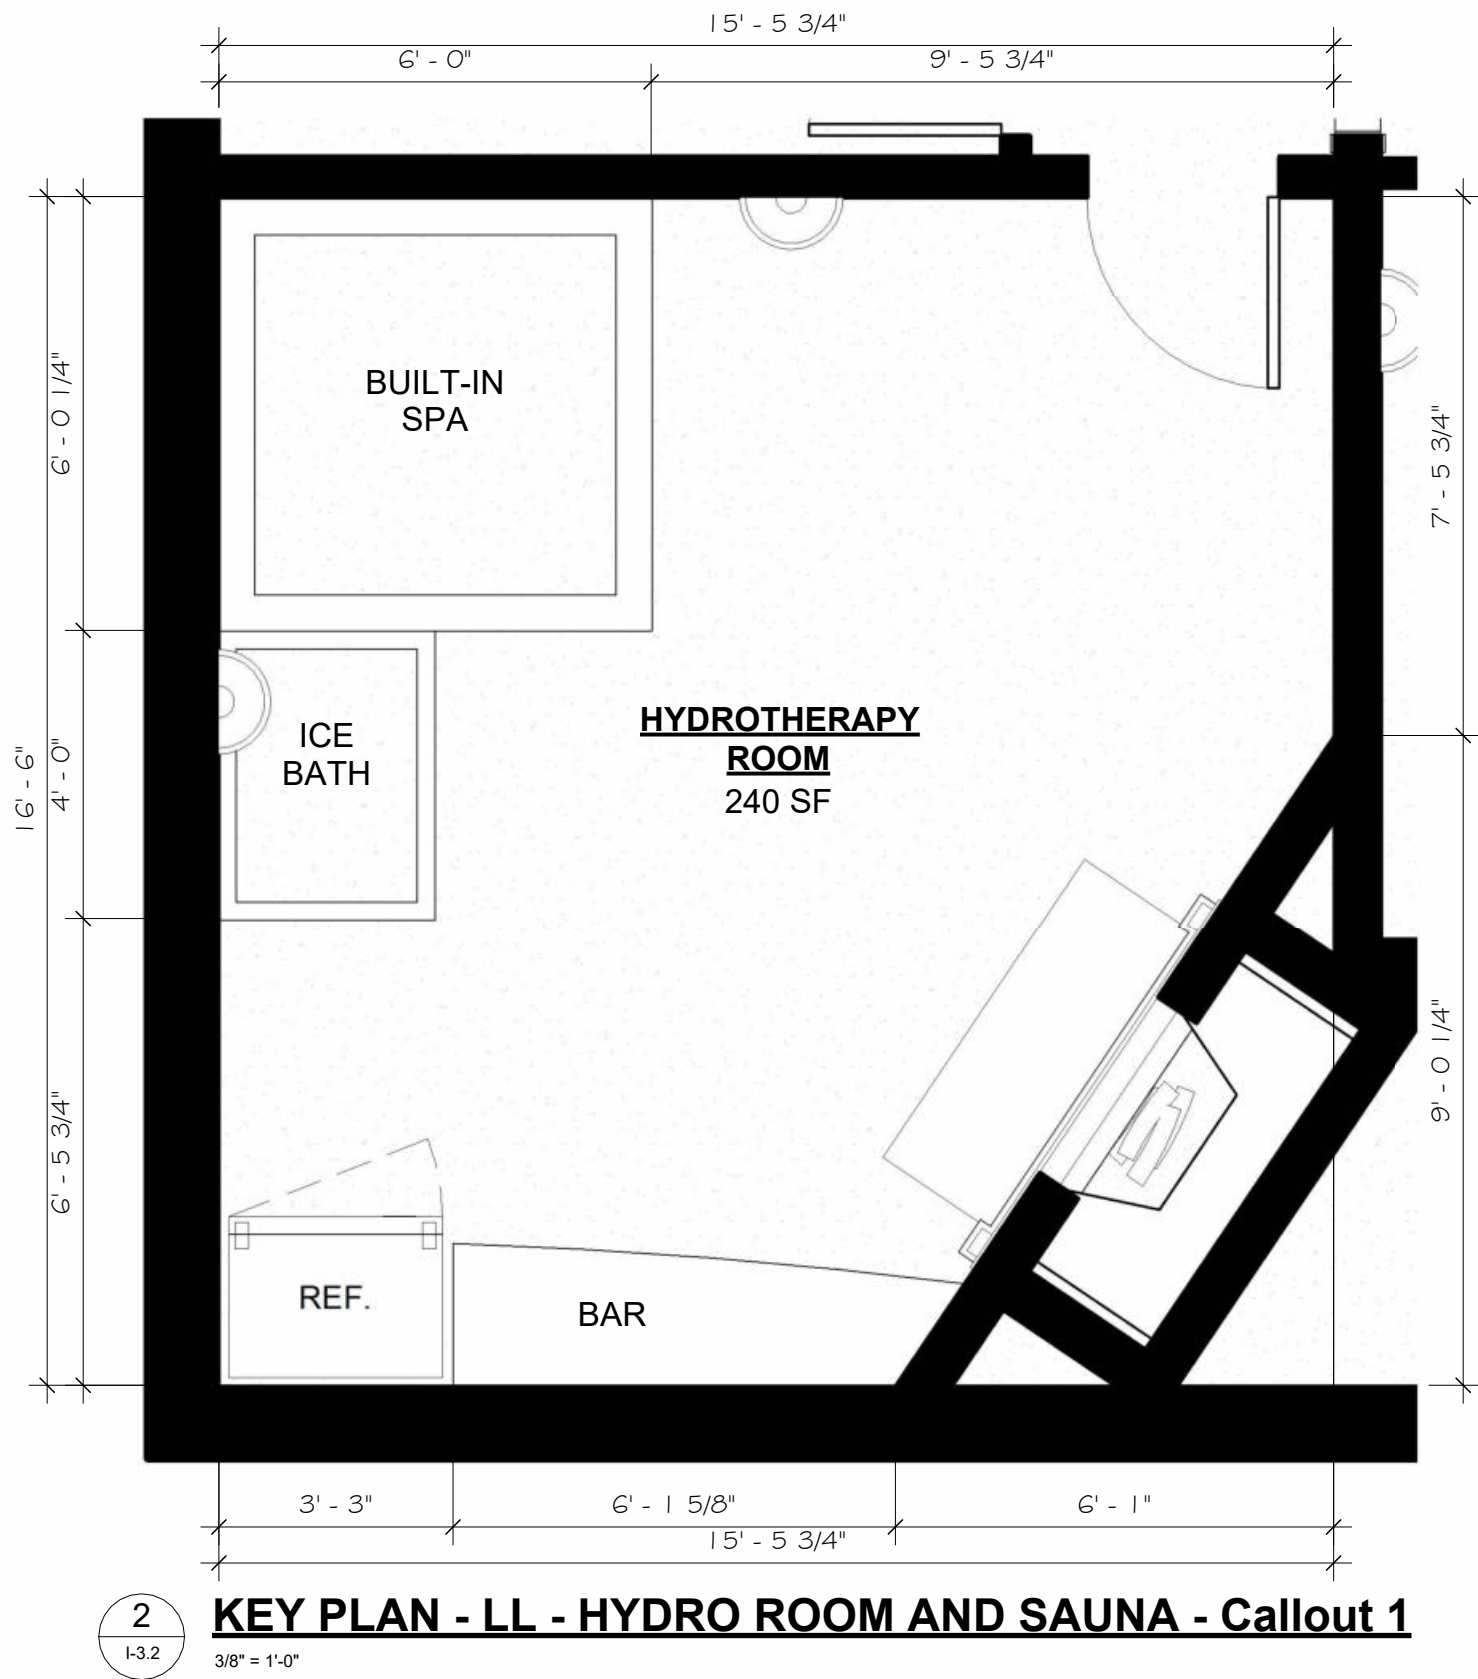 15' - 5 3/4"
6' - 0"
9' - 5 3/4"
6' - 0 1/4"
BUILT-IN
SPA
7' - 5 3/4"
16' - 6"
4' - 0"
ICE
BATH
HYDROTHERAPY
ROOM
240 SF
6' - 5 3/4"
9' - 0 1/4"
REF.
BAR
3' - 3"
6' - 1 5/8"
6' - 1"
15' - 5 3/4"
2
I-3.2
KEY PLAN - LL - HYDRO ROOM AND SAUNA - Callout 1
3/8" = 1'-0"